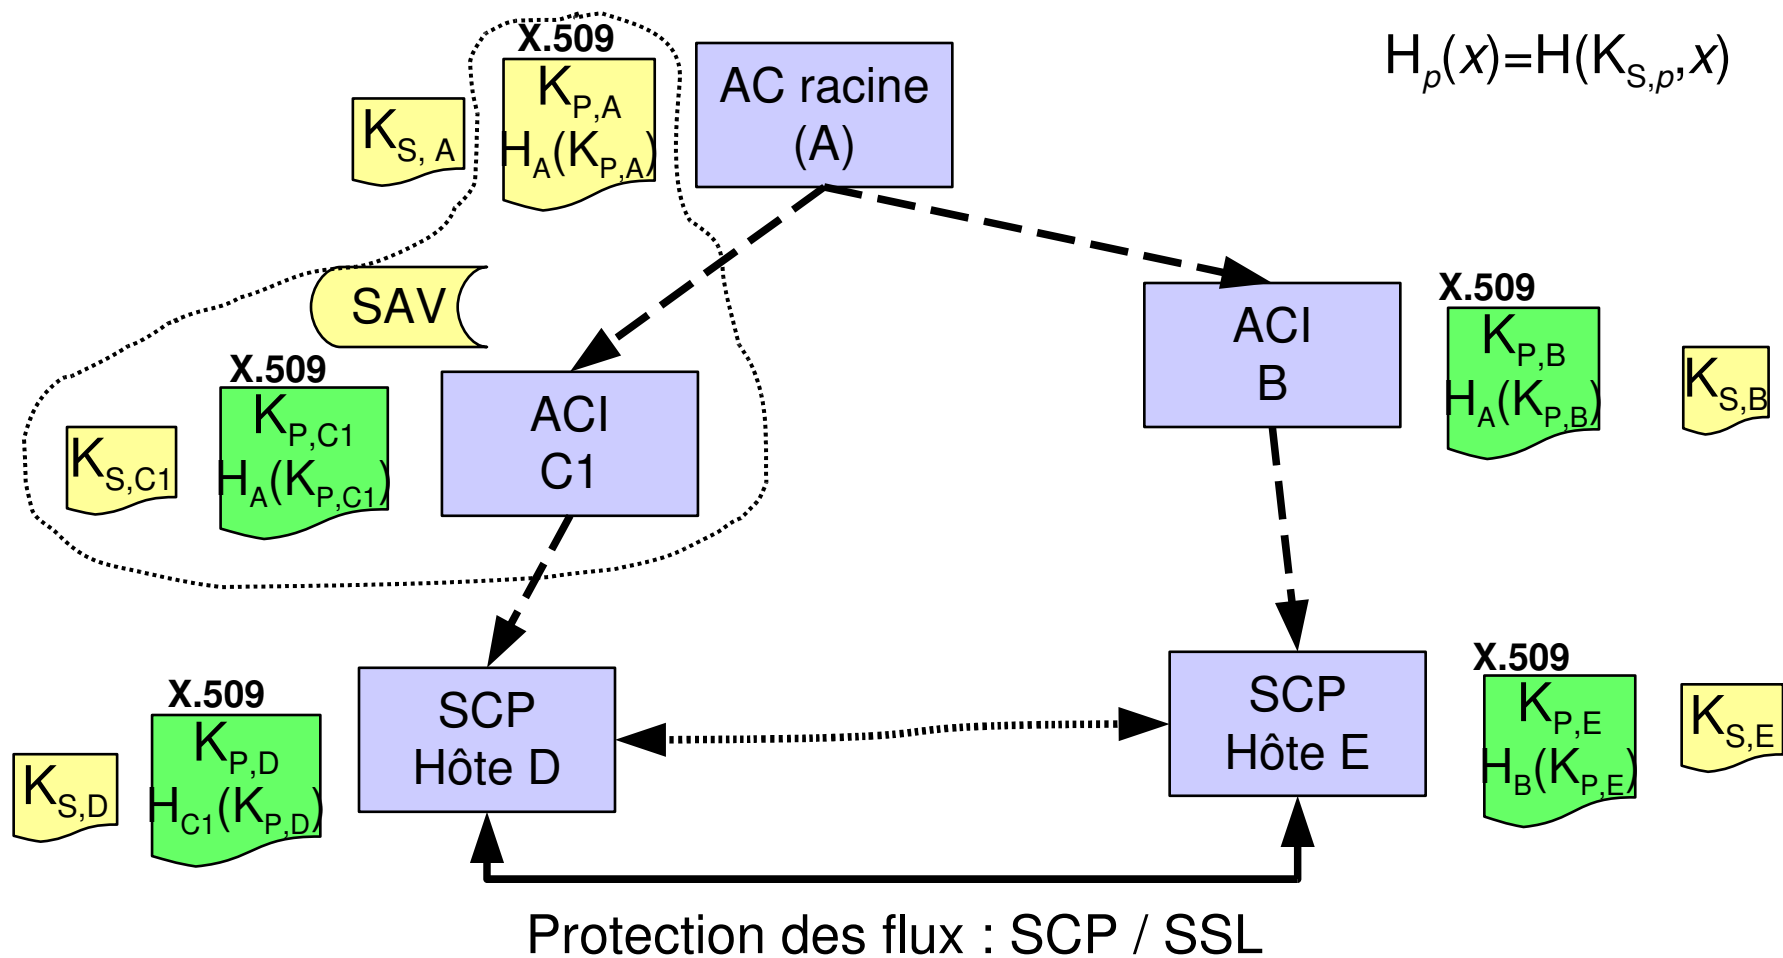 X.509
K_P,A
H_A(K_P,A)
K_S, A
AC racine
(A)
H_p(x)=H(K_S,p,x)
SAV
X.509
K_P,C1
H_A(K_P,C1)
K_S,C1
ACI
C1
ACI
B
X.509
K_P,B
H_A(K_P,B)
K_S,B
X.509
K_P,D
H_C1(K_P,D)
K_S,D
SCP
Hôte D
SCP
Hôte E
X.509
K_P,E
H_B(K_P,E)
K_S,E
Protection des flux : SCP / SSL